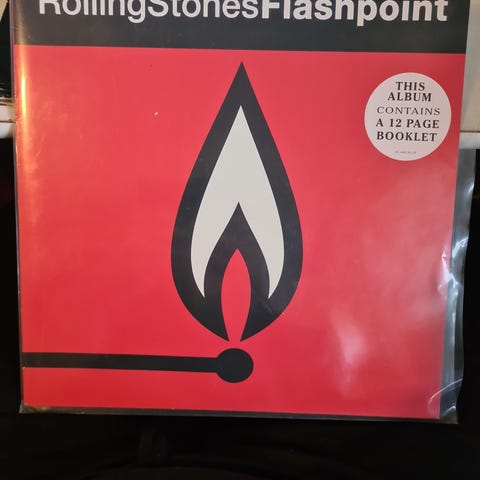 RollingStonesFlashpoint
THIS
ALBUM
CONTAINS
A 12 PAGE
BOOKLET